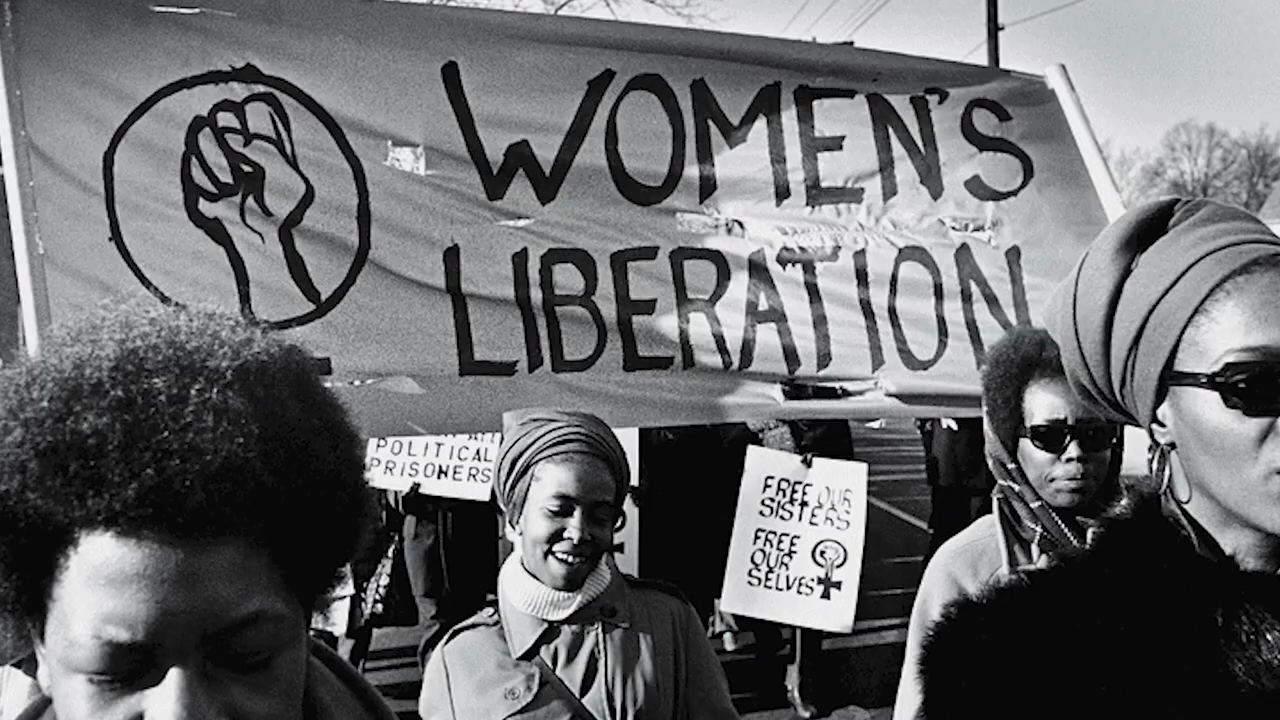 WOMEN'S
LIBERATION
POLITICAL
PRISONERS
FREE OUR
SISTERS
FREE
OUR
SELVES